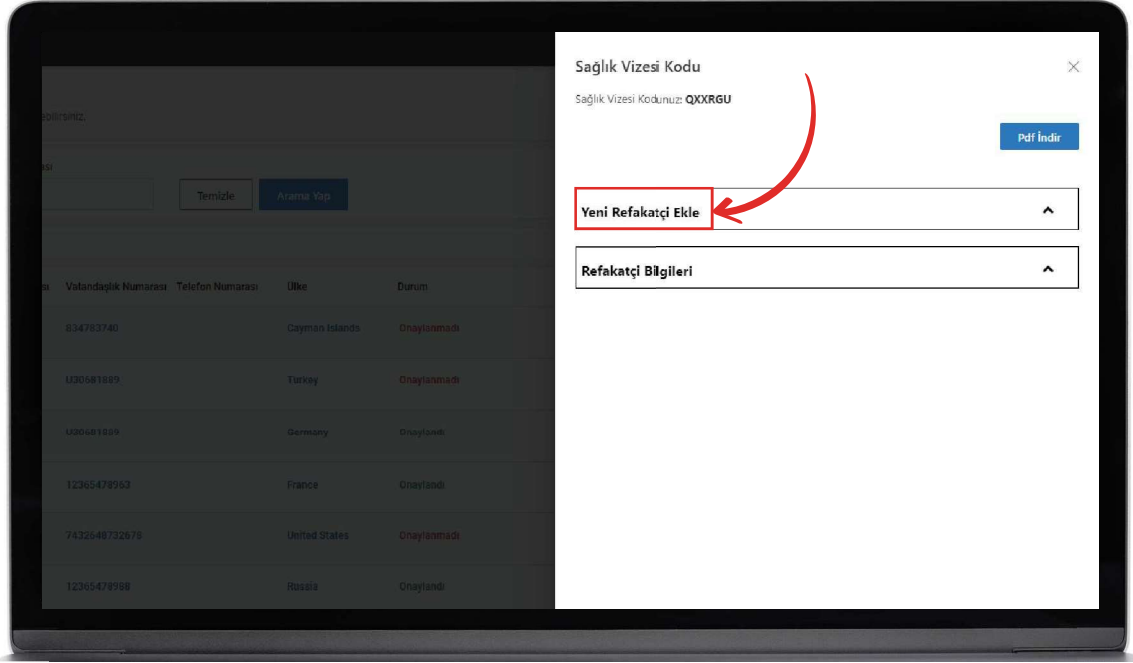 Sağlık Vizesi Kodu
Sağlık Vizesi Kodunuz: QXXRGU
Pdf İndir
Yeni Refakatçi Ekle
Refakatçi Bilgileri
Temizle Arama Yap
Vatandaşlık Numarası Telefon Numarası Ülke Durum
834763740 Cayman Islands Onaylanmadı
U30681889 Turkey Onaylanmadı
Germany Onaylandı
12365478963 France Onaylandı
7432648732678 United States Onaylanmadı
12365478988 Russia Onaylandı